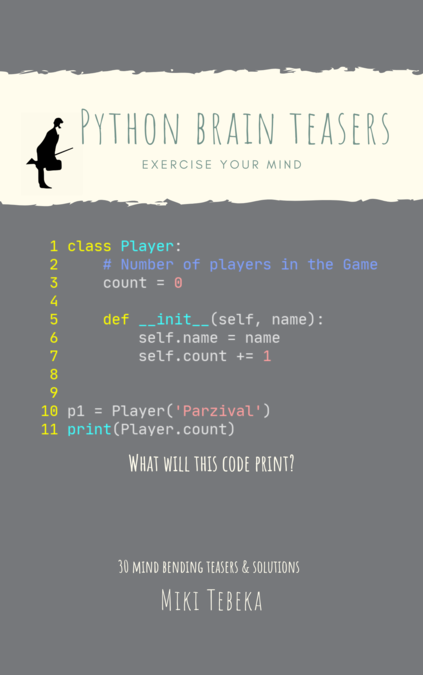 Python brain teasers
EXERCISE YOUR MIND
1 class Player:
2     # Number of players in the Game
3     count = 0
4
5     def __init__(self, name):
6         self.name = name
7         self.count += 1
8
9
10 p1 = Player('Parzival')
11 print(Player.count)
What will this code print?
30 mind bending teasers & solutions
Miki Tebeka